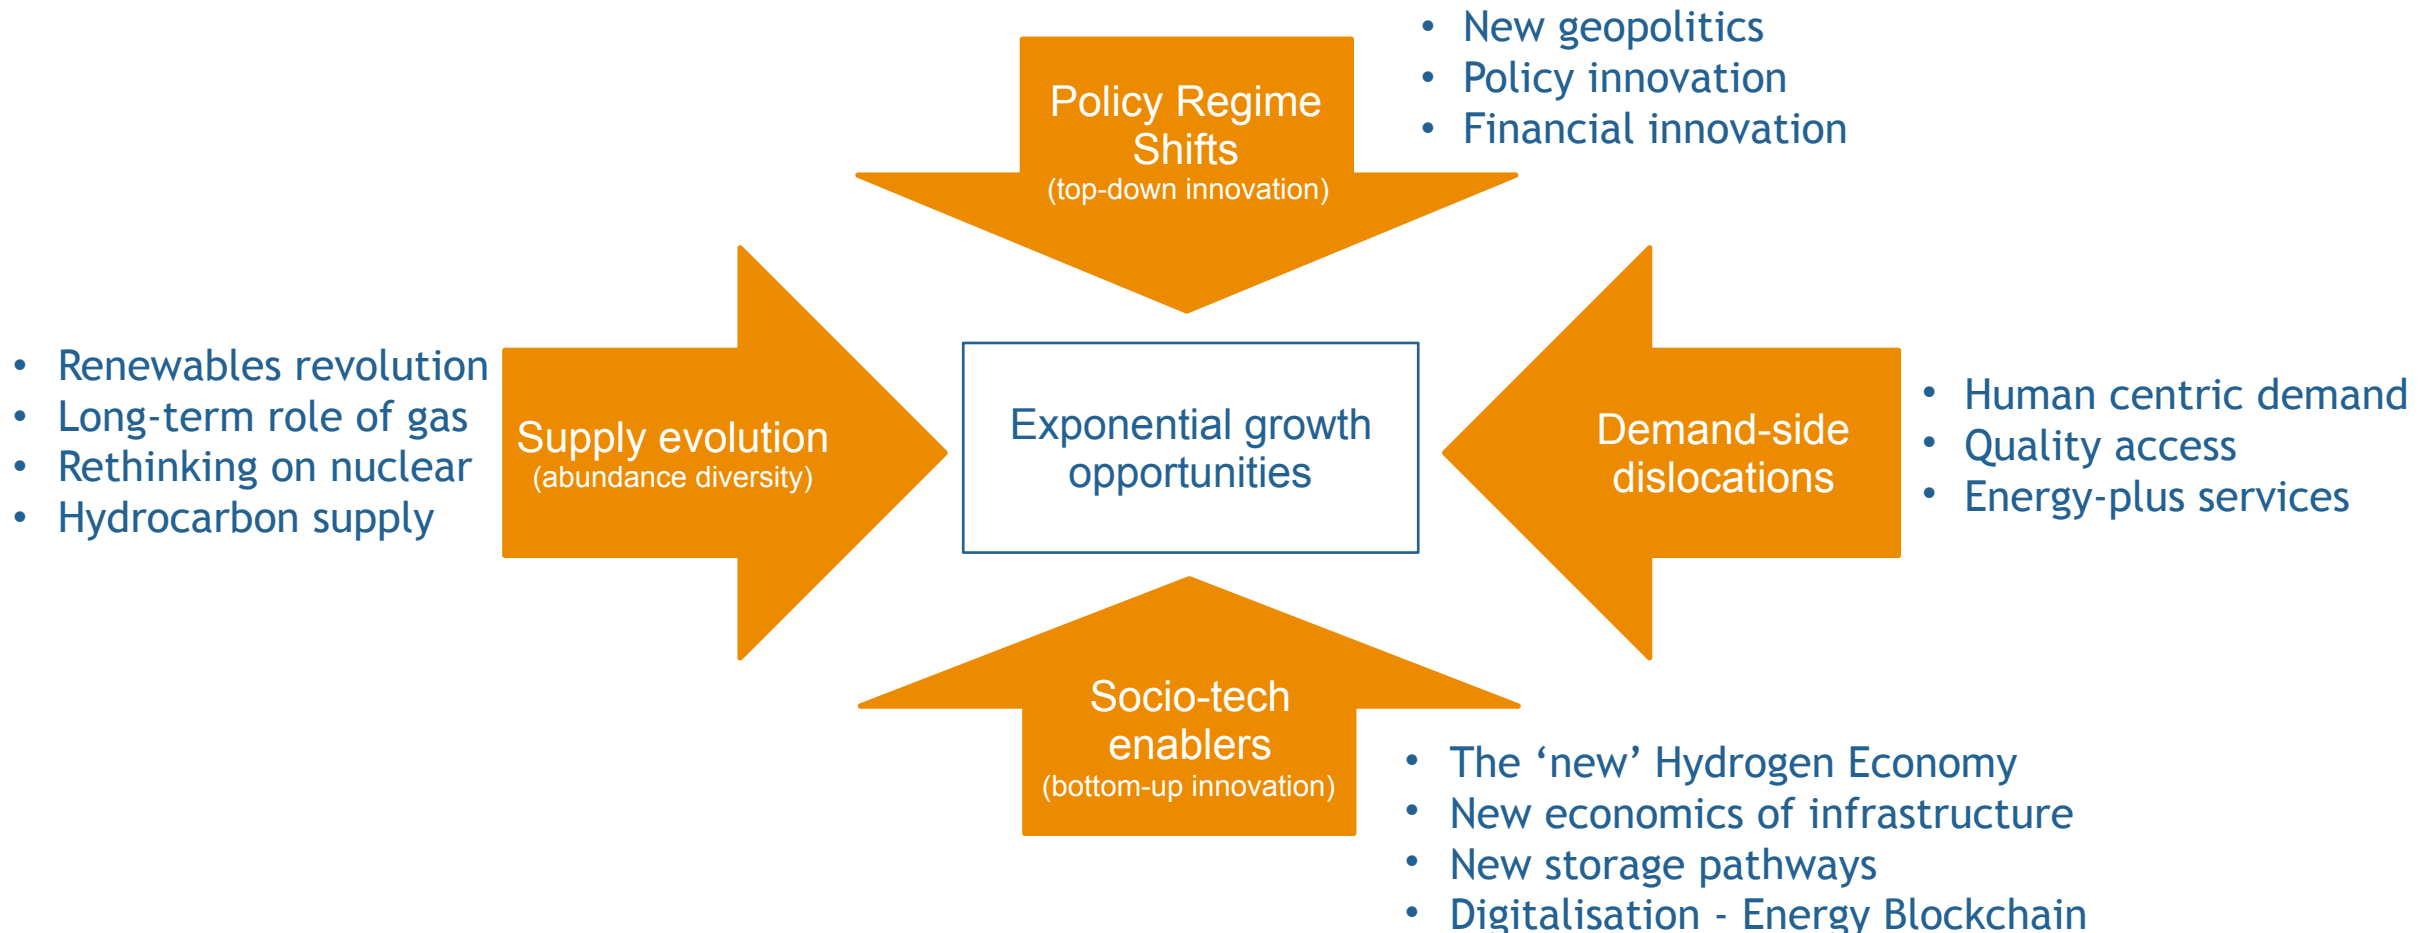 • New geopolitics
• Policy innovation
• Financial innovation
Policy Regime
Shifts
(top-down innovation)
• Renewables revolution
• Long-term role of gas
• Rethinking on nuclear
• Hydrocarbon supply
Supply evolution
(abundance diversity)
Exponential growth
opportunities
Demand-side
dislocations
• Human centric demand
• Quality access
• Energy-plus services
Socio-tech
enablers
(bottom-up innovation)
• The ‘new’ Hydrogen Economy
• New economics of infrastructure
• New storage pathways
• Digitalisation - Energy Blockchain